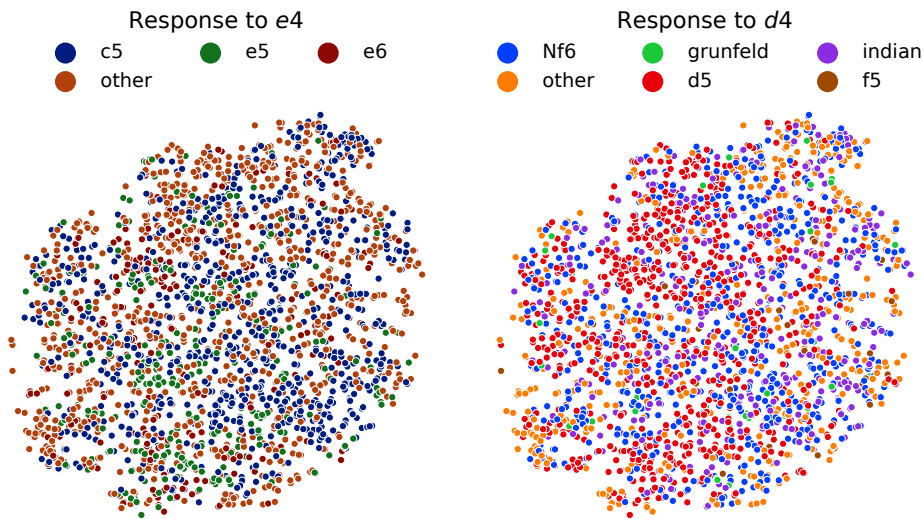 Response to e4
c5 e5 e6
other
Response to d4
Nf6 grunfeld indian
other d5 f5